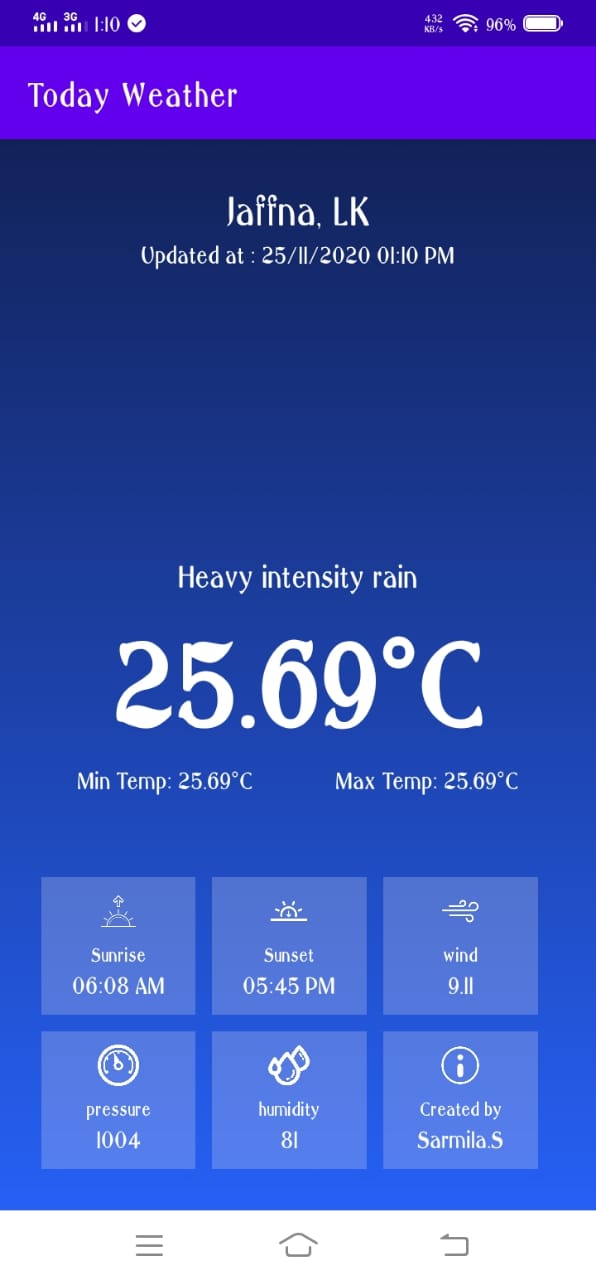 4G 3G 1:10 432 KB/s 96%
Today Weather
Jaffna, LK
Updated at : 25/11/2020 01:10 PM
Heavy intensity rain
25.69°C
Min Temp: 25.69°C Max Temp: 25.69°C
Sunrise Sunset wind
06:08 AM 05:45 PM 9.11
pressure humidity Created by
1004 81 Sarmila.S